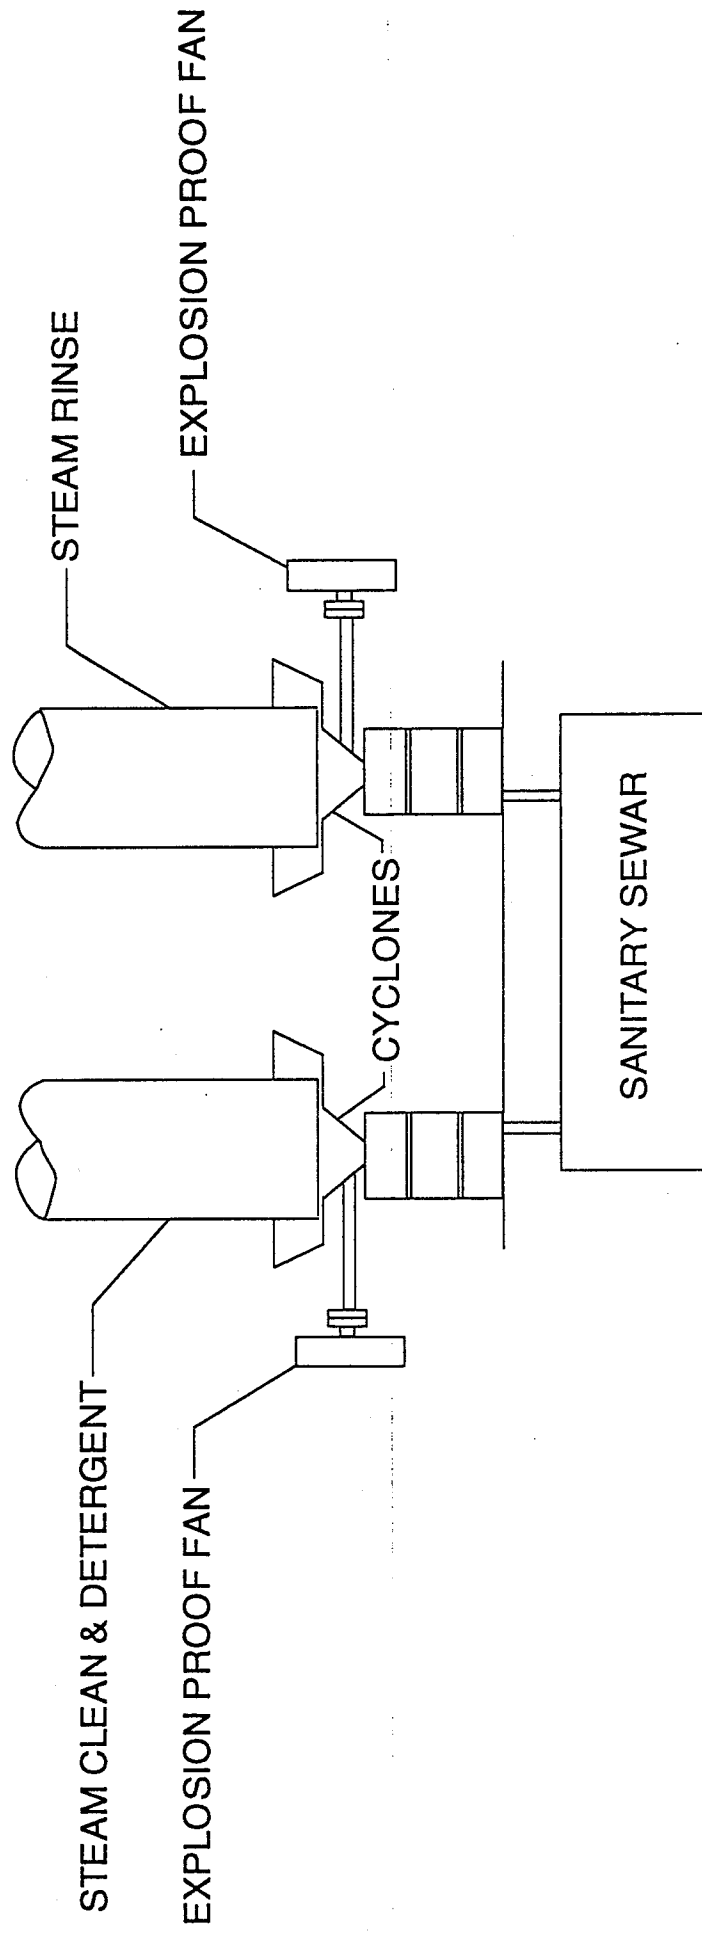 STEAM CLEAN & DETERGENT
STEAM RINSE
EXPLOSION PROOF FAN
EXPLOSION PROOF FAN
CYCLONES
SANITARY SEWAR